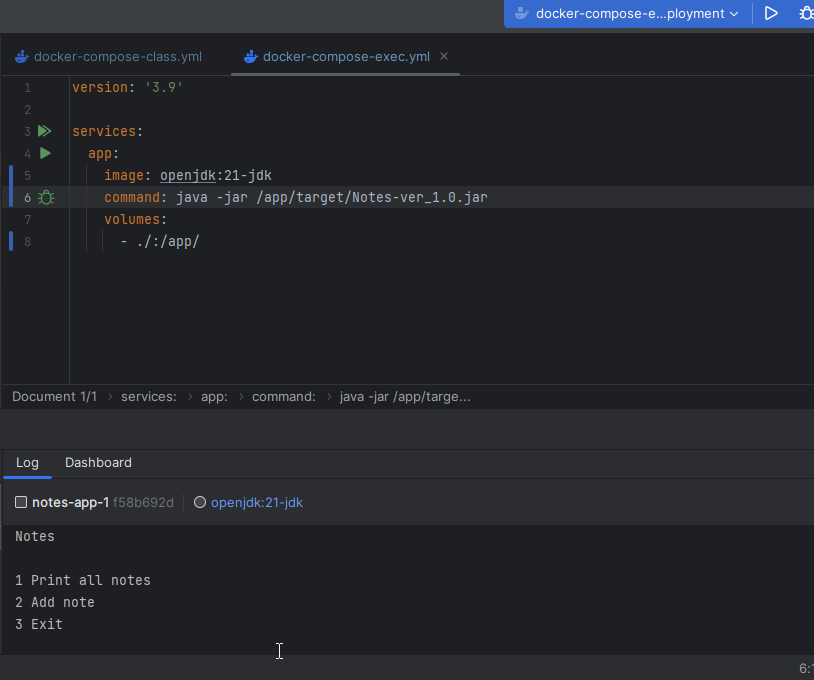 docker-compose-e...ployment
docker-compose-class.yml docker-compose-exec.yml
1 version: '3.9'
2
3 services:
4 app:
5 image: openjdk:21-jdk
6 command: java -jar /app/target/Notes-ver_1.0.jar
7 volumes:
8 - ./:/app/
Document 1/1 › services: › app: › command: › java -jar /app/targe...
Log Dashboard
notes-app-1 f58b692d openjdk:21-jdk
Notes
1 Print all notes
2 Add note
3 Exit